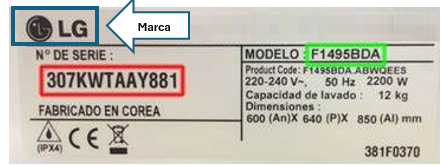 LG
Marca
Nº DE SERIE :
307KWTAAY881
FABRICADO EN COREA
(IPX4)
MODELO : F1495BDA
Product Code : F1495BDA.ABWQEES
220-240 V~, 50 Hz 2200 W
Capacidad de lavado : 12 kg
Dimensiones :
600 (An)X 640 (P)X 850 (Al) mm
381F0370